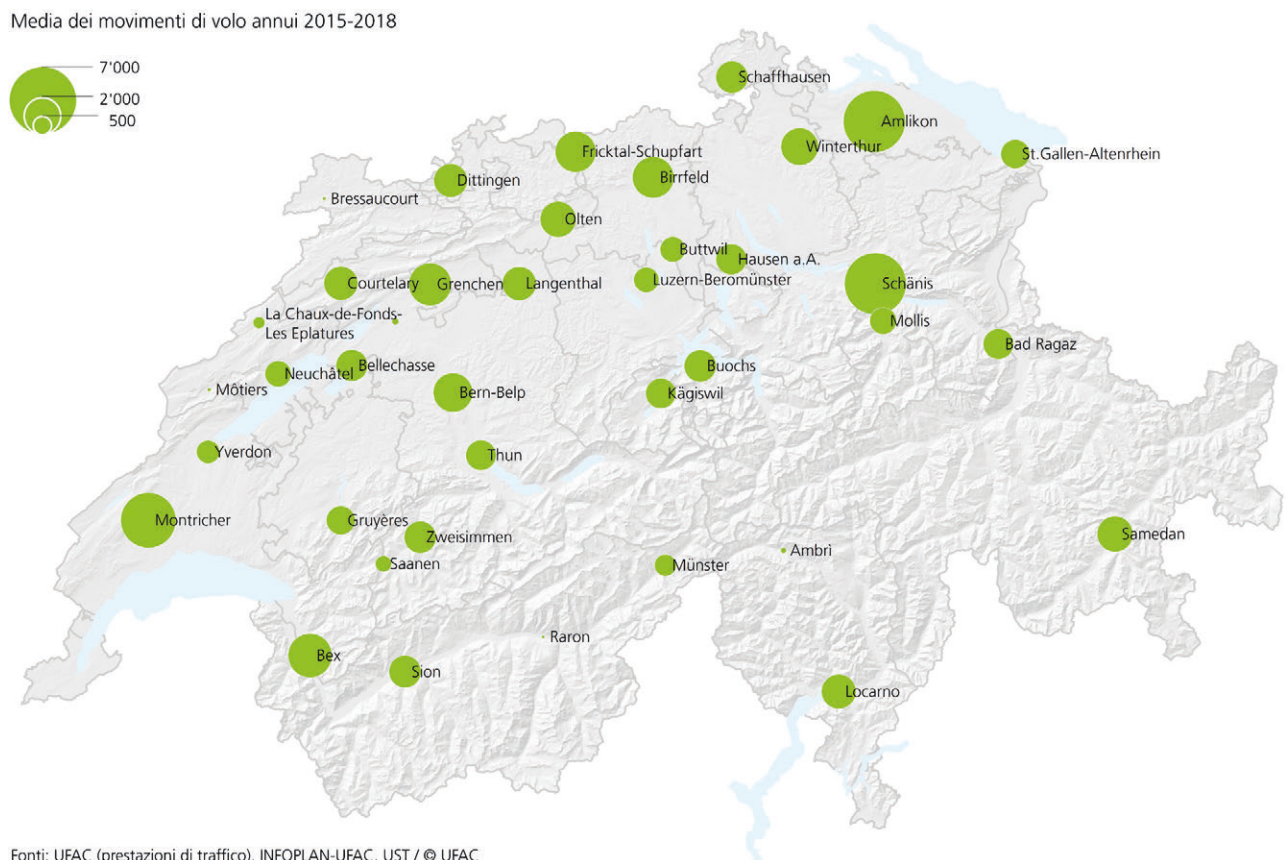 Media dei movimenti di volo annui 2015-2018
7'000
2'000
500
Schaffhausen
Amlikon
Winterthur
St.Gallen-Altenrhein
Fricktal-Schupfart
Birrfeld
Dittingen
Bressaucourt
Olten
Buttwil
Hausen a.A.
Luzern-Beromünster
Courtelary
Grenchen
Langenthal
Schänis
La Chaux-de-Fonds-
Les Eplatures
Mollis
Bad Ragaz
Bellechasse
Neuchâtel
Môtiers
Buochs
Kägiswil
Bern-Belp
Yverdon
Thun
Montricher
Gruyères
Zweisimmen
Saanen
Münster
Ambrì
Samedan
Raron
Bex
Sion
Locarno
Fonti: UFAC (prestazioni di traffico), INFOPLAN-UFAC, UST / © UFAC